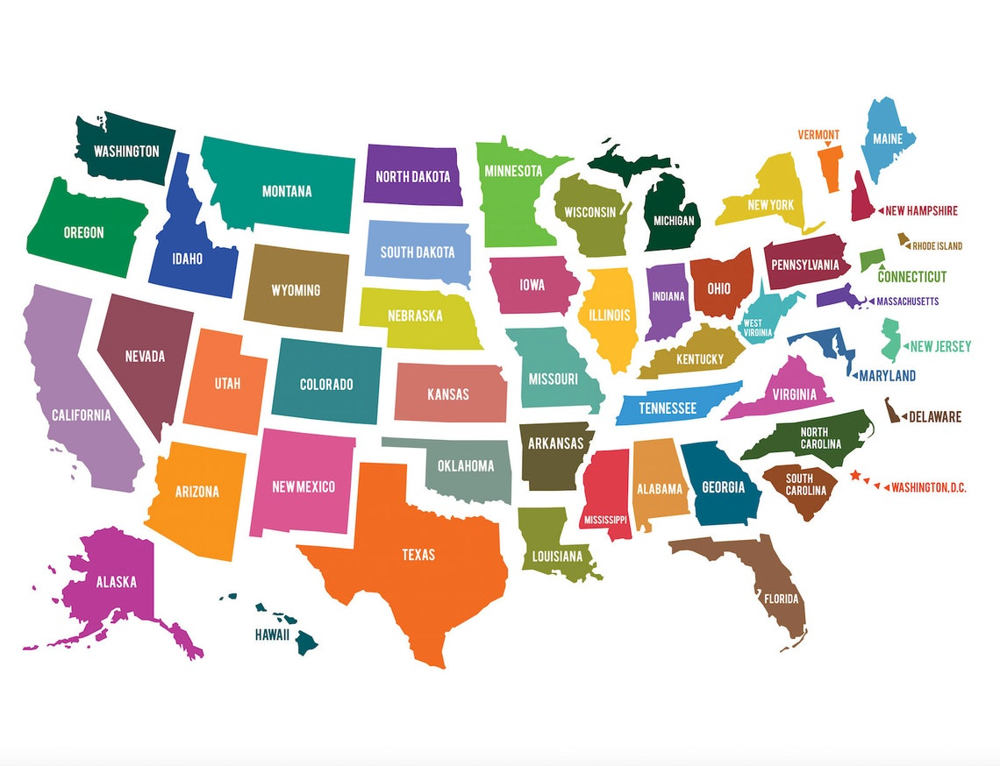 WASHINGTON
MONTANA
NORTH DAKOTA
MINNESOTA
VERMONT
MAINE
OREGON
IDAHO
WYOMING
SOUTH DAKOTA
WISCONSIN
MICHIGAN
NEW YORK
NEW HAMPSHIRE
RHODE ISLAND
NEBRASKA
IOWA
ILLINOIS
INDIANA
OHIO
PENNSYLVANIA
CONNECTICUT
MASSACHUSETTS
CALIFORNIA
NEVADA
UTAH
COLORADO
KANSAS
MISSOURI
KENTUCKY
WEST
VIRGINIA
NEW JERSEY
MARYLAND
VIRGINIA
TENNESSEE
DELAWARE
ARIZONA
NEW MEXICO
OKLAHOMA
ARKANSAS
NORTH
CAROLINA
SOUTH
CAROLINA
WASHINGTON, D.C.
MISSISSIPPI
ALABAMA
GEORGIA
TEXAS
LOUISIANA
FLORIDA
ALASKA
HAWAII